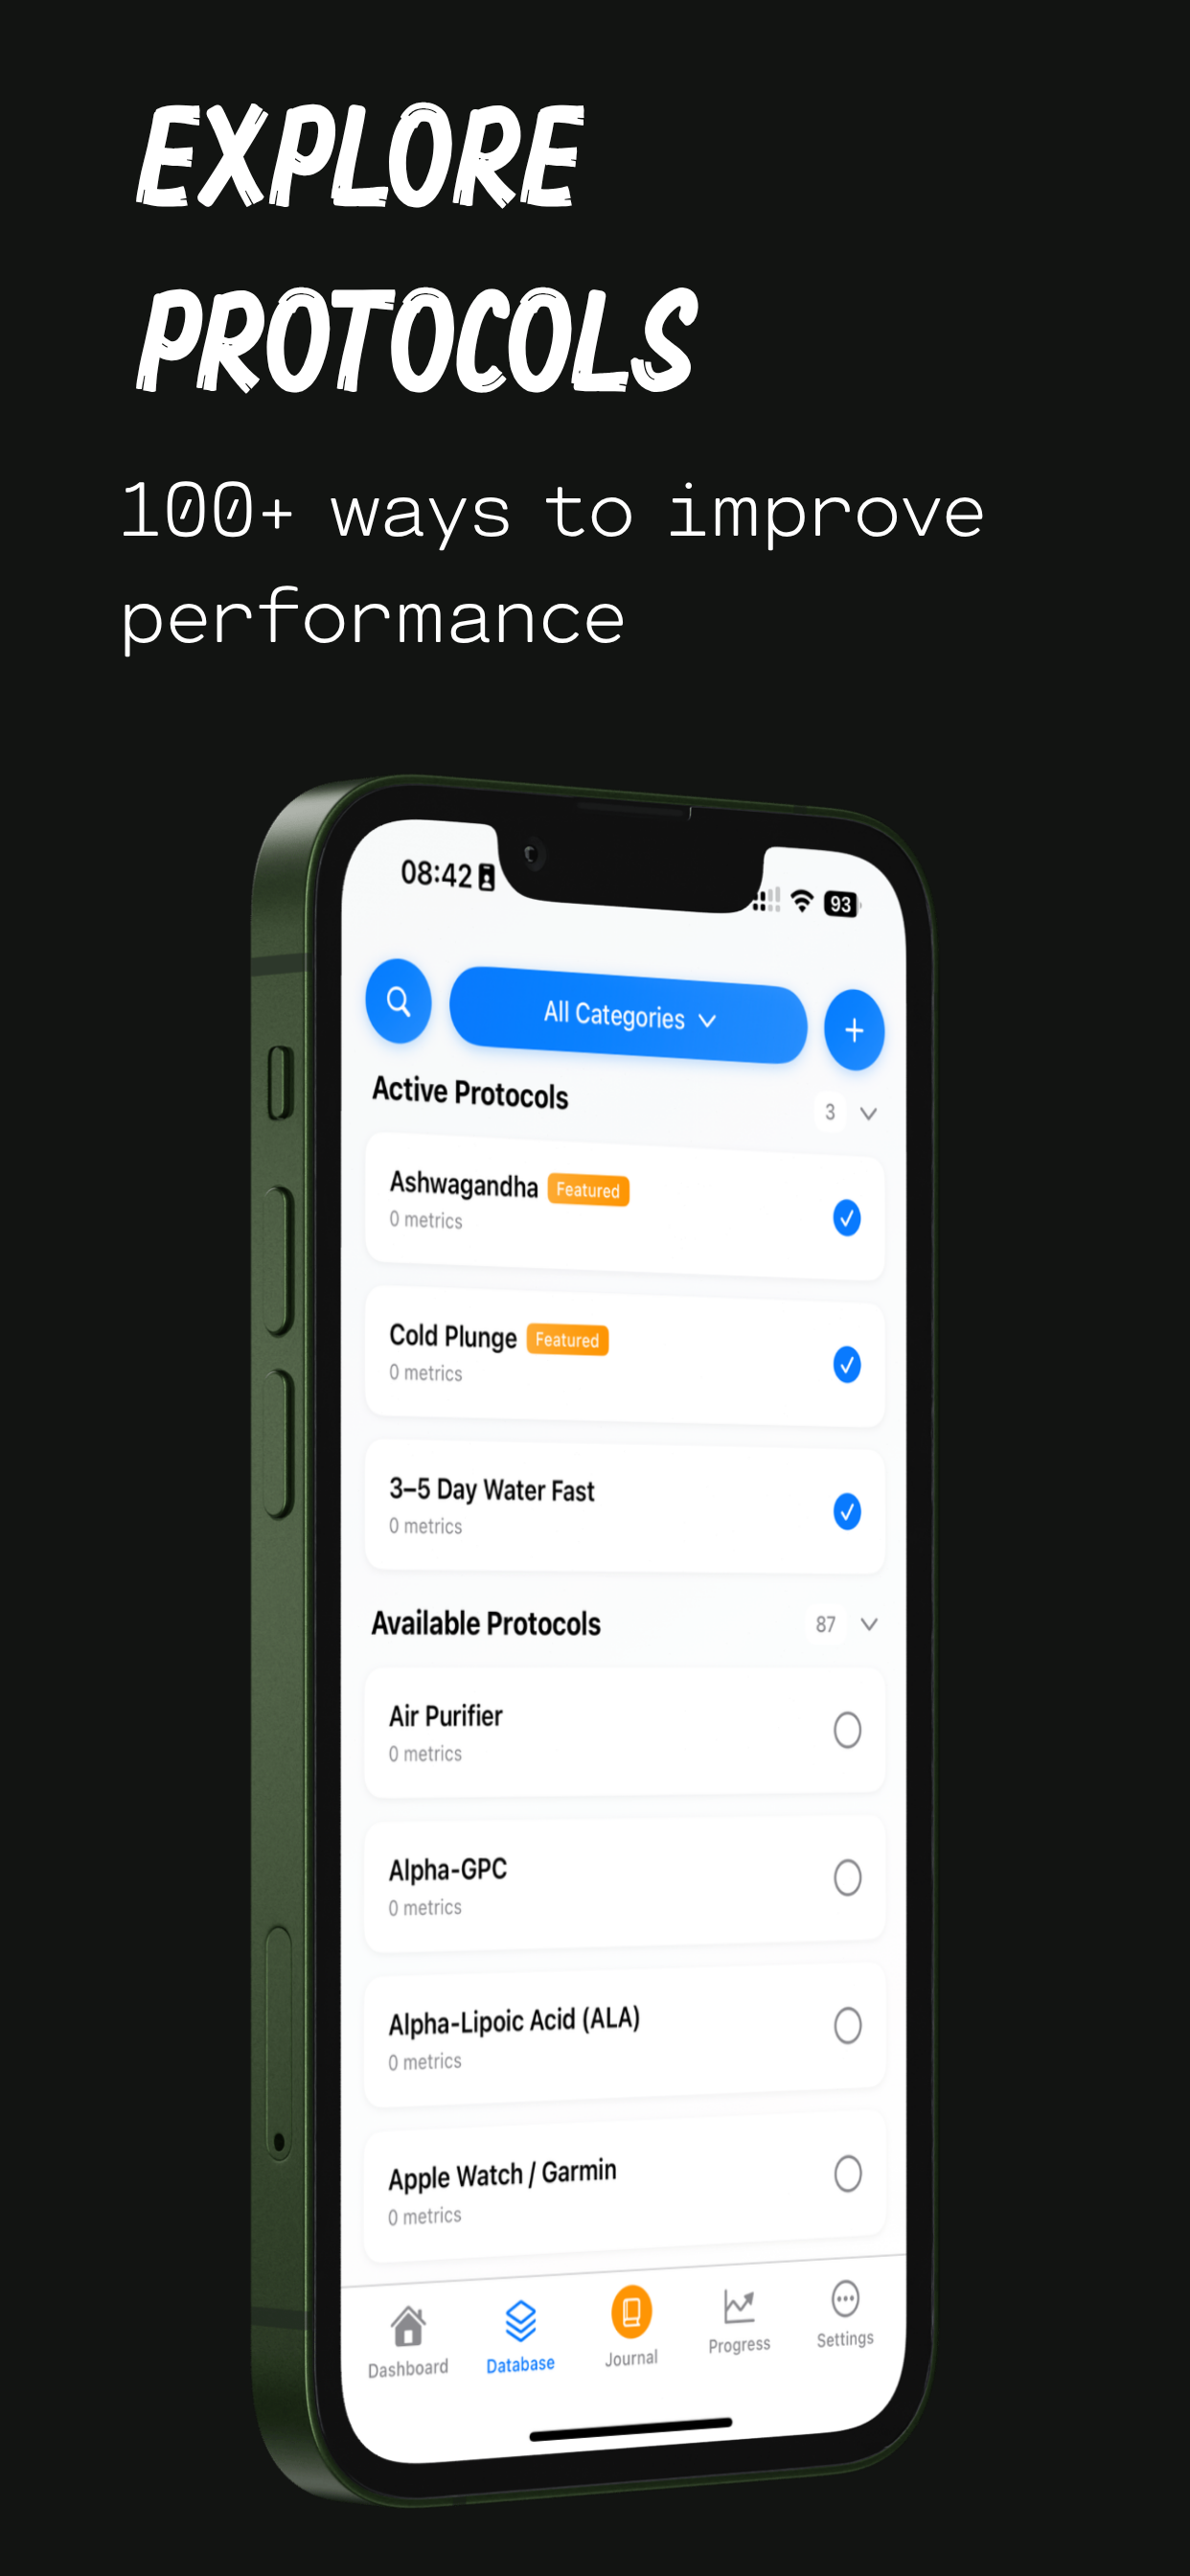 EXPLORE
PROTOCOLS
100+ ways to improve
performance
08:42
93
All Categories
Active Protocols
3
Ashwagandha Featured
0 metrics
Cold Plunge Featured
0 metrics
3–5 Day Water Fast
0 metrics
Available Protocols
87
Air Purifier
0 metrics
Alpha-GPC
0 metrics
Alpha-Lipoic Acid (ALA)
0 metrics
Apple Watch / Garmin
0 metrics
Dashboard
Database
Journal
Progress
Settings